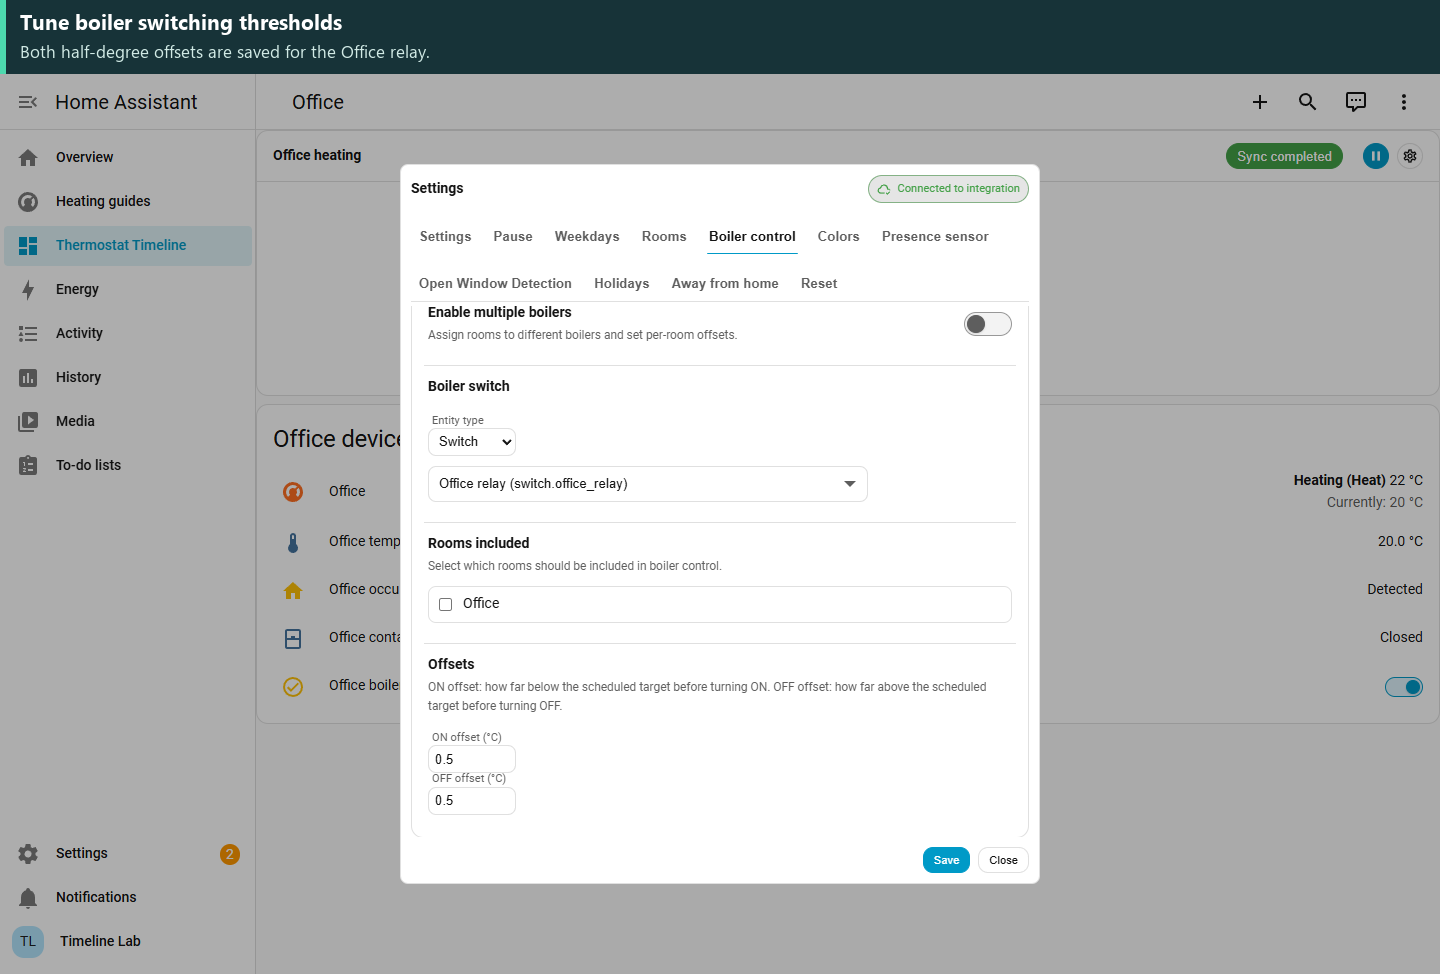 Tune boiler switching thresholds
Both half-degree offsets are saved for the Office relay.
Home Assistant
Office
Overview
Heating guides
Thermostat Timeline
Energy
Activity
History
Media
To-do lists
Settings
2
Notifications
TL
Timeline Lab
Office heating
Sync completed
Settings
Connected to integration
Settings
Pause
Weekdays
Rooms
Boiler control
Colors
Presence sensor
Open Window Detection
Holidays
Away from home
Reset
Enable multiple boilers
Assign rooms to different boilers and set per-room offsets.
Boiler switch
Entity type
Switch
Office relay (switch.office_relay)
Rooms included
Select which rooms should be included in boiler control.
Office
Offsets
ON offset: how far below the scheduled target before turning ON. OFF offset: how far above the scheduled
target before turning OFF.
ON offset (°C)
0.5
OFF offset (°C)
0.5
Save
Close
Office device
Office
Heating (Heat) 22 °C
Currently: 20 °C
Office temp
20.0 °C
Office occu
Detected
Office conta
Closed
Office boile